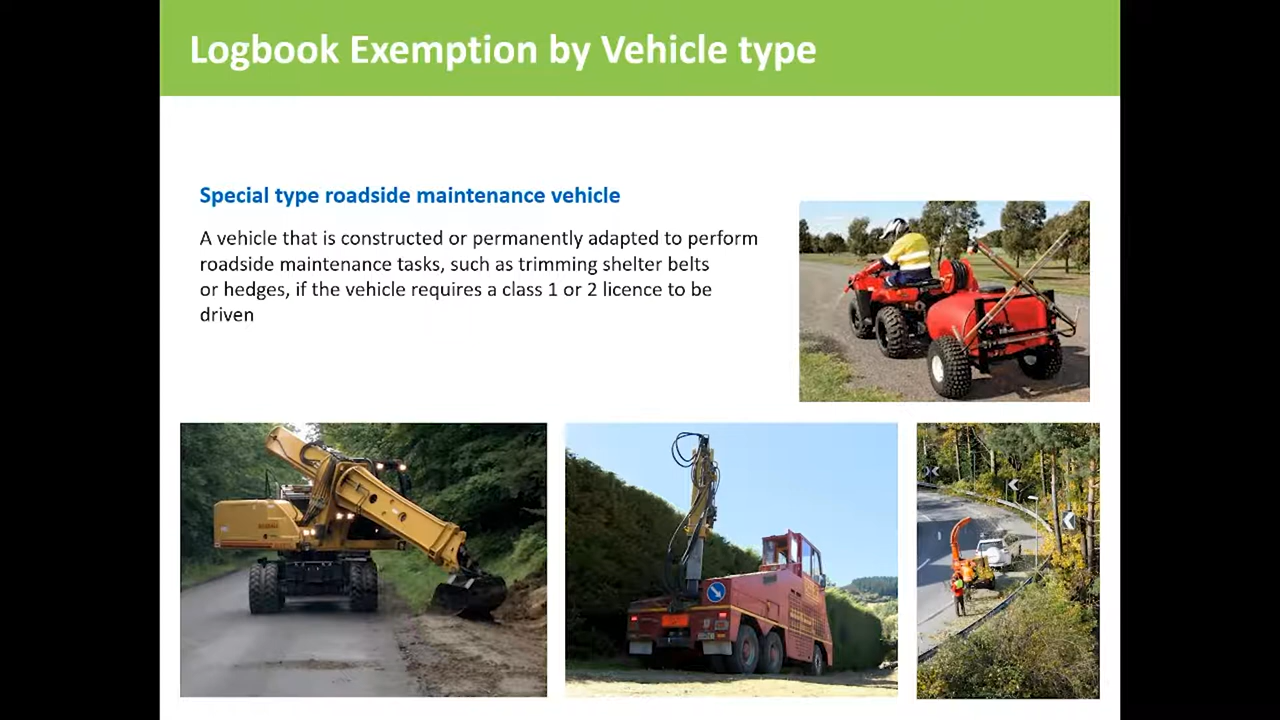 Logbook Exemption by Vehicle type
Special type roadside maintenance vehicle
A vehicle that is constructed or permanently adapted to perform
roadside maintenance tasks, such as trimming shelter belts
or hedges, if the vehicle requires a class 1 or 2 licence to be
driven